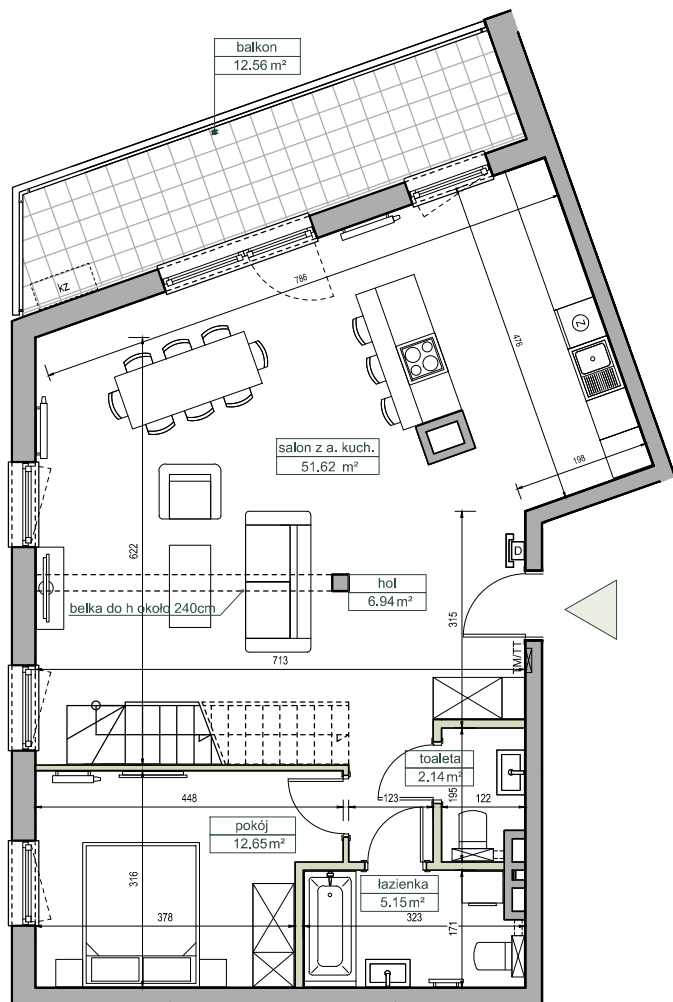 balkon
12.56 m²
kz
786
476
Z
198
salon z a. kuch.
51.62 m²
622
hol
6.94 m²
belka do h około 240cm
315
713
TM/TT
toaleta
2.14 m²
195
448
123
122
pokój
12.65 m²
316
łazienka
5.15 m²
378
323
171